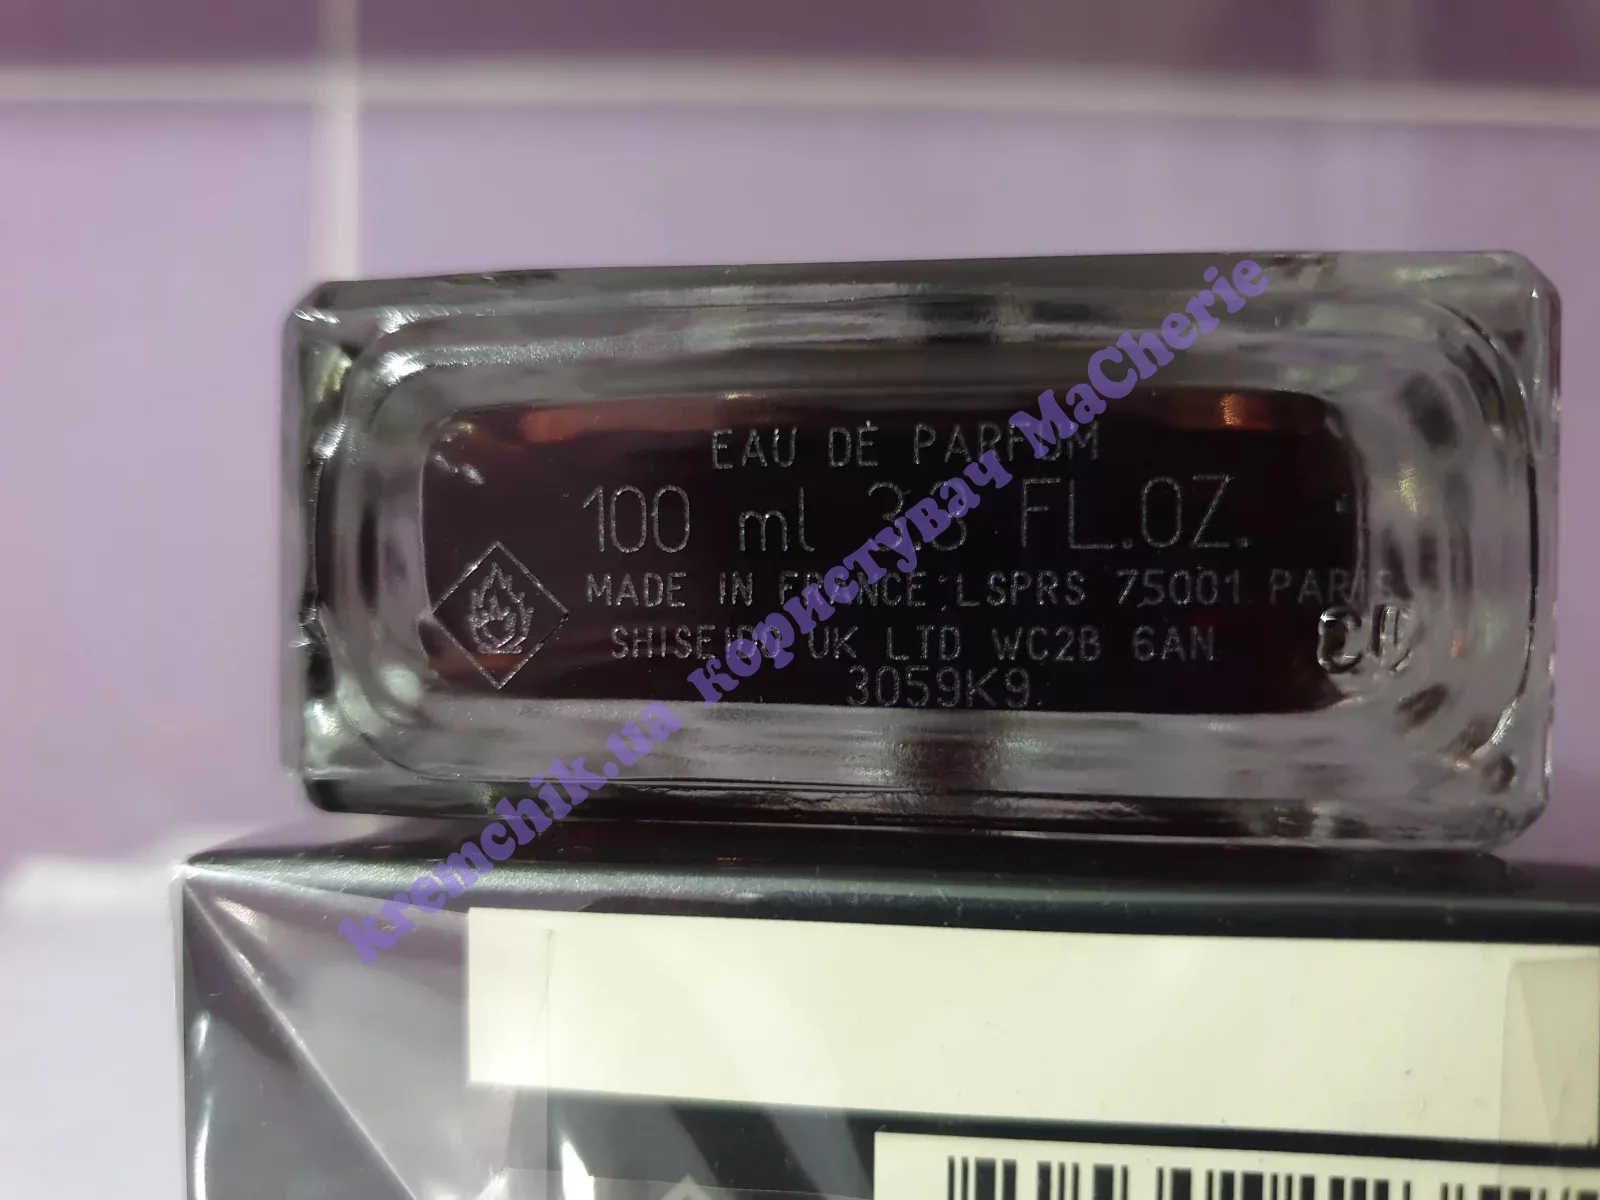 EAU DE PARFUM
100 ml 3.3 FL.OZ.
MADE IN FRANCE LSPRS 75001 PARIS
SHISEIDO UK LTD WC2B 6AN
3059K9
kremchik.ua користувач MaCherie